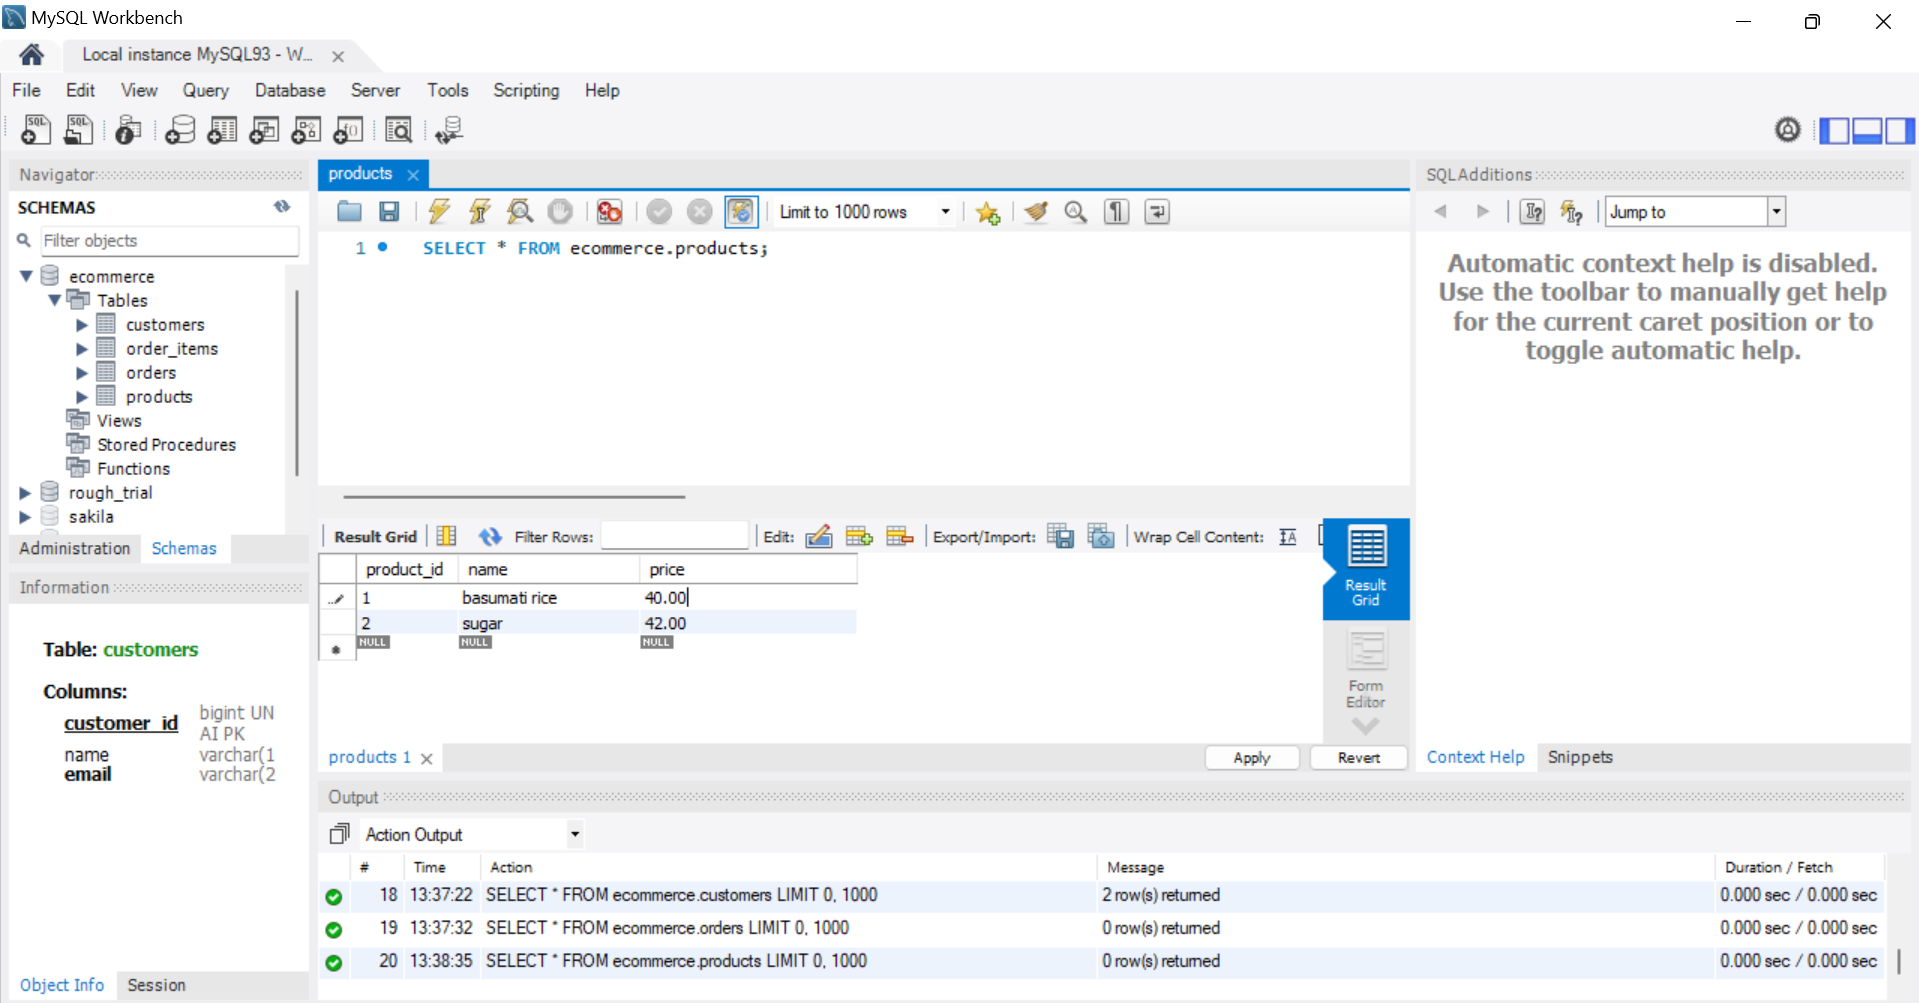 MySQL Workbench
Local instance MySQL93 - W...
File Edit View Query Database Server Tools Scripting Help
Navigator
SCHEMAS
Filter objects
ecommerce
Tables
customers
order_items
orders
products
Views
Stored Procedures
Functions
rough_trial
sakila
Administration Schemas
Information
Table: customers
Columns:
customer_id bigint UN
AI PK
name varchar(1
email varchar(2
Object Info Session
products
Limit to 1000 rows
1 SELECT * FROM ecommerce.products;
Result Grid Filter Rows: Edit: Export/Import: Wrap Cell Content:
product_id name price
1 basumati rice 40.00
2 sugar 42.00
NULL NULL NULL
Result
Grid
Form
Editor
products 1 Apply Revert
SQLAdditions
Jump to
Automatic context help is disabled.
Use the toolbar to manually get help
for the current caret position or to
toggle automatic help.
Context Help Snippets
Output
Action Output
# Time Action Message Duration / Fetch
18 13:37:22 SELECT * FROM ecommerce.customers LIMIT 0, 1000 2 row(s) returned 0.000 sec / 0.000 sec
19 13:37:32 SELECT * FROM ecommerce.orders LIMIT 0, 1000 0 row(s) returned 0.000 sec / 0.000 sec
20 13:38:35 SELECT * FROM ecommerce.products LIMIT 0, 1000 0 row(s) returned 0.000 sec / 0.000 sec